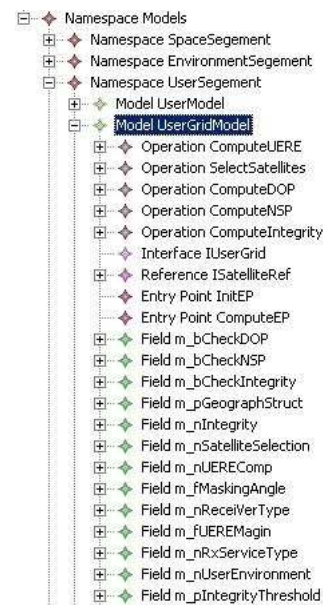 Namespace Models
Namespace SpaceSegement
Namespace EnvironmentSegement
Namespace UserSegement
Model UserModel
Model UserGridModel
Operation ComputeUERE
Operation SelectSatellites
Operation ComputeDOP
Operation ComputeNSP
Operation ComputeIntegrity
Interface IUserGrid
Reference ISatelliteRef
Entry Point InitEP
Entry Point ComputeEP
Field m_bCheckDOP
Field m_bCheckNSP
Field m_bCheckIntegrity
Field m_pGeographStruct
Field m_nIntegrity
Field m_nSatelliteSelection
Field m_nUEREComp
Field m_fMaskingAngle
Field m_nReceiVerType
Field m_fUEREMagin
Field m_nRxServiceType
Field m_nUserEnvironment
Field m_pIntegrityThreshold